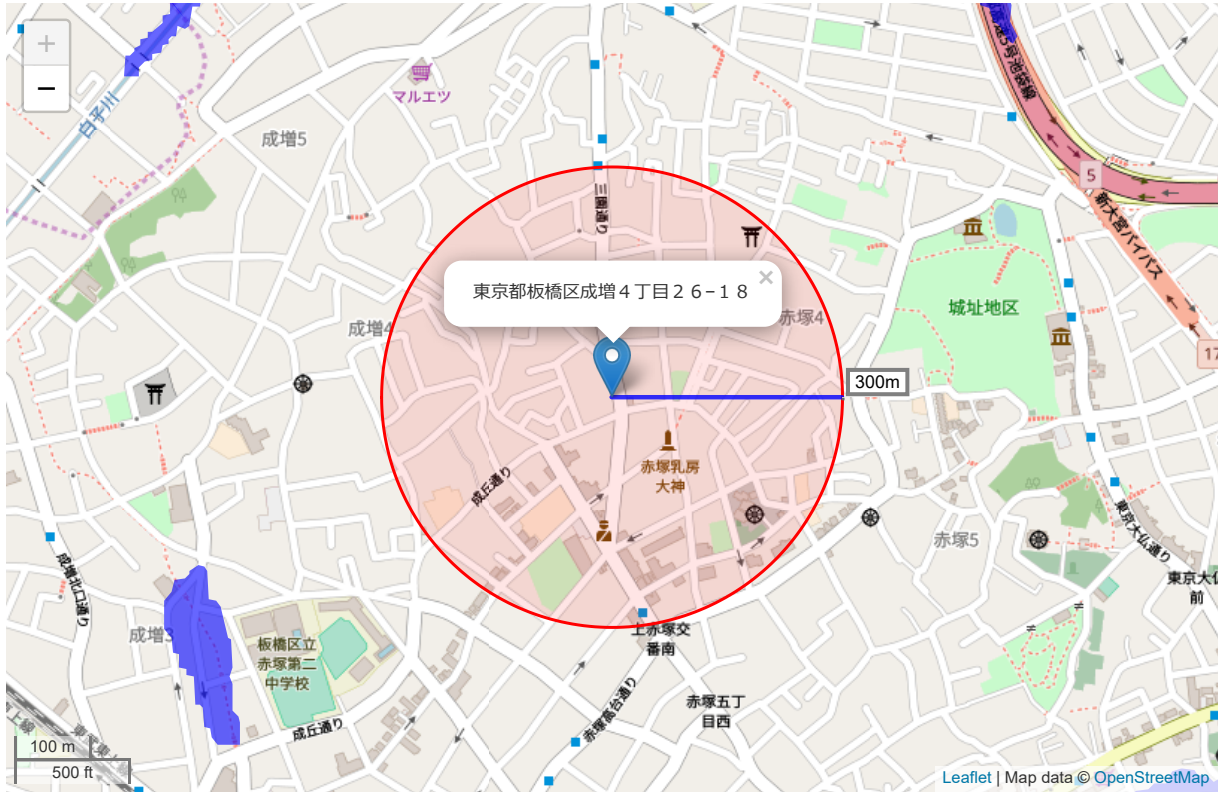 +
−
白子川
マルエツ
成増5
三園通り
5
新大宮バイパス
17
城址地区
東京都板橋区成増４丁目２６−１８
×
赤塚4
成増4
300m
赤塚乳房
大神
成丘通り
赤塚5
東京大仏通り
東京大仏
前
成増北口通り
成増3
板橋区立
赤塚第二
中学校
上赤塚交
番南
赤塚五丁
目西
赤塚高台通り
成丘通り
上線
100 m
500 ft
Leaflet | Map data © OpenStreetMap